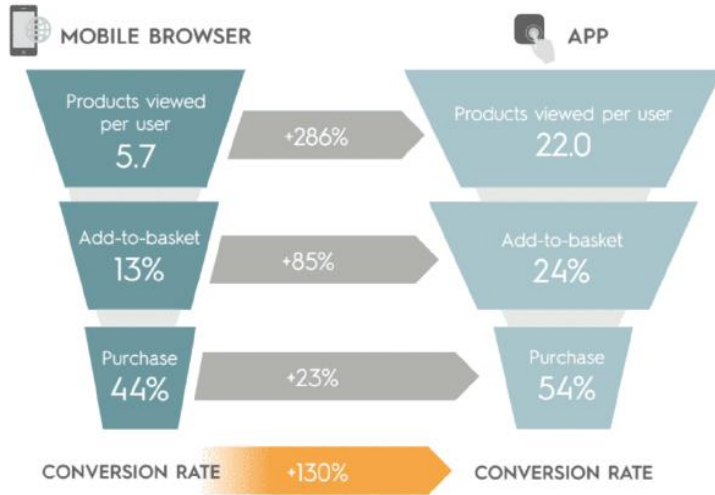 MOBILE BROWSER
APP
Products viewed
per user
5.7
+286%
Products viewed per user
22.0
Add-to-basket
13%
+85%
Add-to-basket
24%
Purchase
44%
+23%
Purchase
54%
CONVERSION RATE
+130%
CONVERSION RATE